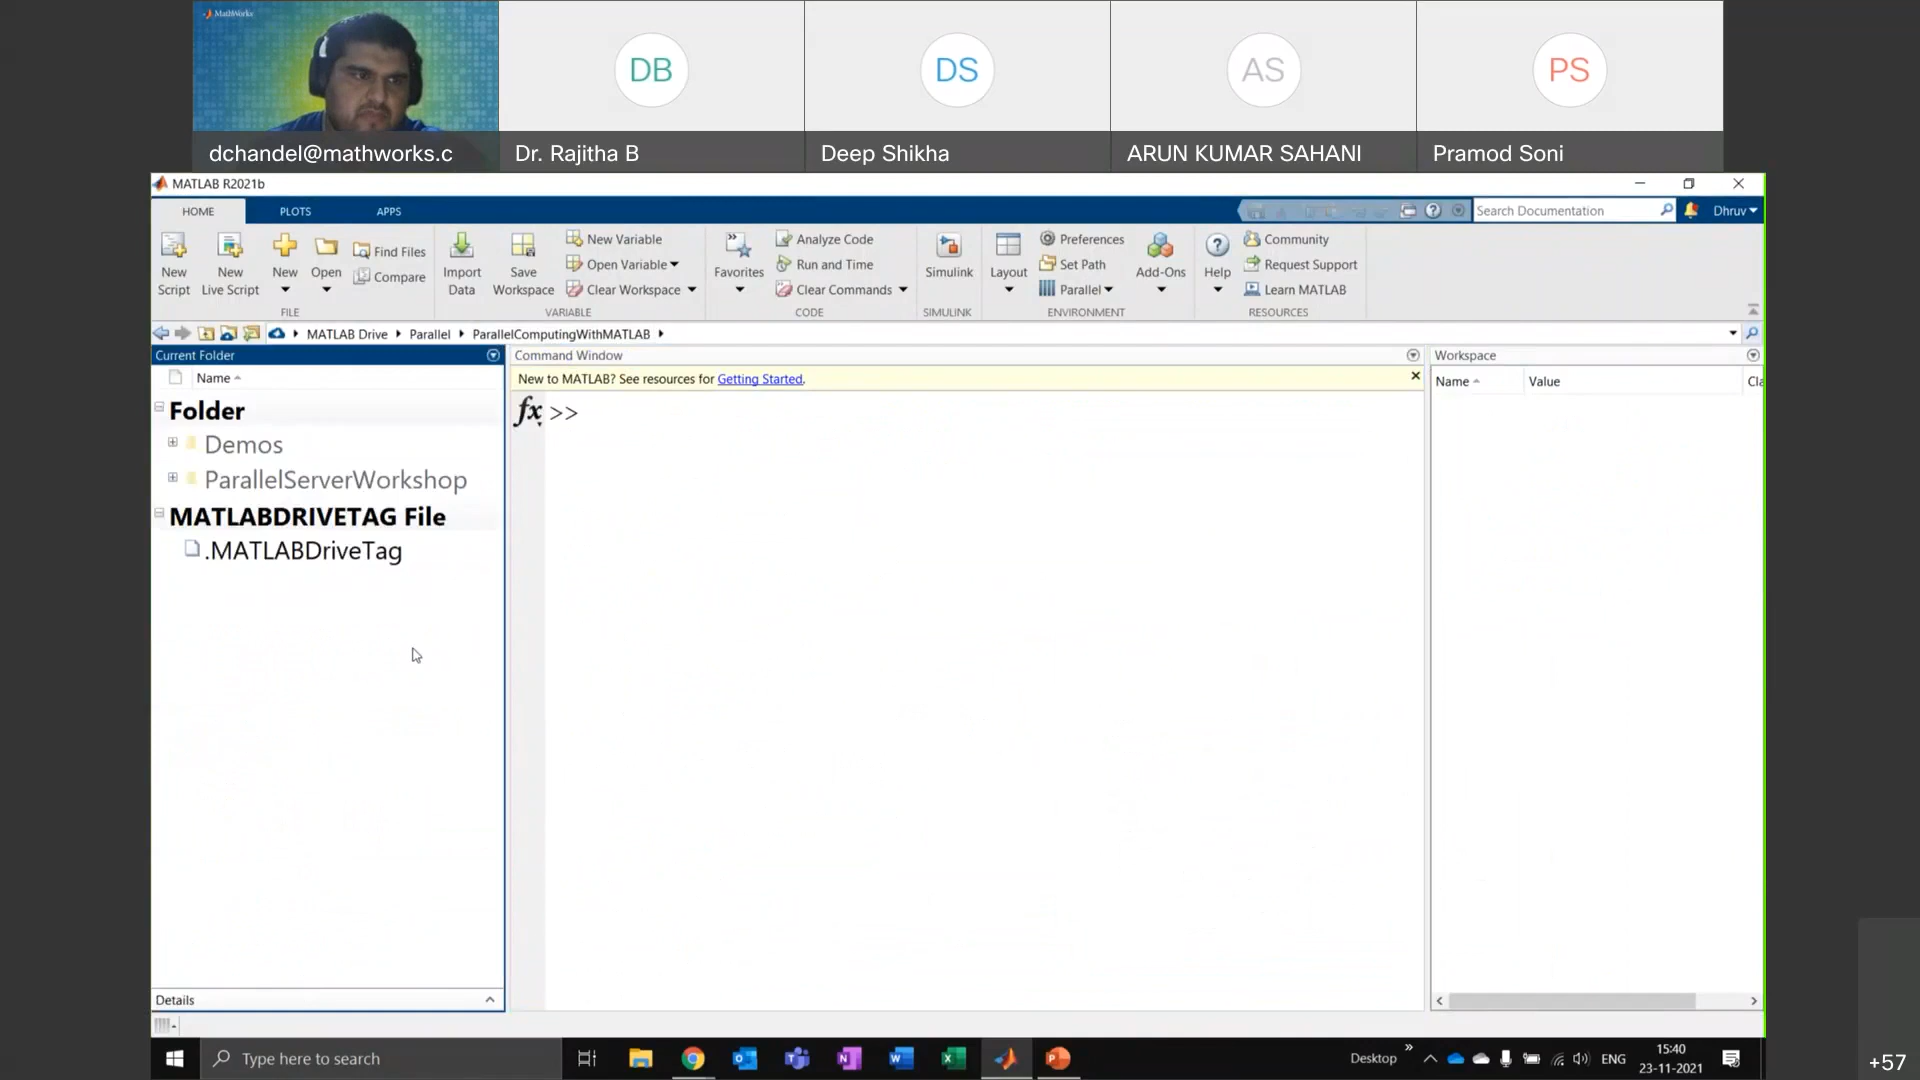 MathWorks
DB
DS
AS
PS
dchandel@mathworks.c
Dr. Rajitha B
Deep Shikha
ARUN KUMAR SAHANI
Pramod Soni
MATLAB R2021b
HOME
PLOTS
APPS
Search Documentation
Dhruv
New Script
New Live Script
New
Open
Find Files
Compare
Import Data
Save Workspace
New Variable
Open Variable
Clear Workspace
Favorites
Analyze Code
Run and Time
Clear Commands
Simulink
Layout
Preferences
Set Path
Parallel
Add-Ons
Help
Community
Request Support
Learn MATLAB
FILE
VARIABLE
CODE
SIMULINK
ENVIRONMENT
RESOURCES
MATLAB Drive
Parallel
ParallelComputingWithMATLAB
Current Folder
Name
Folder
Demos
ParallelServerWorkshop
MATLABDRIVETAG File
.MATLABDriveTag
Details
Command Window
New to MATLAB? See resources for Getting Started.
fx >>
Workspace
Name
Value
Cla
Type here to search
Desktop
ENG
15:40
23-11-2021
+57